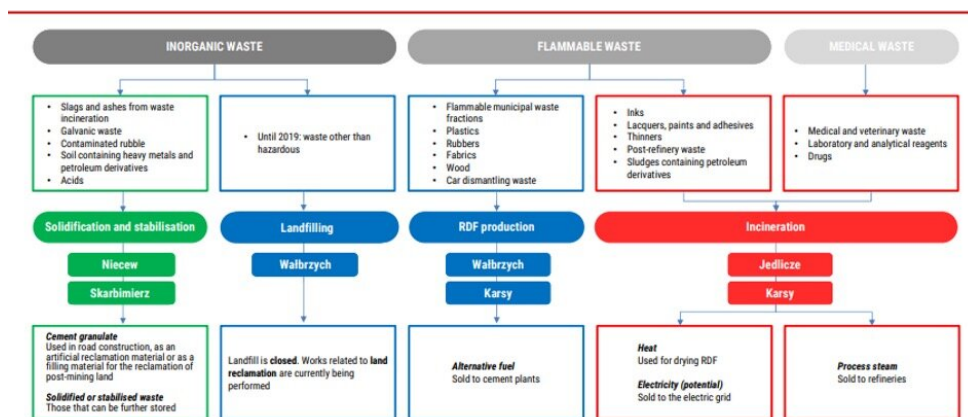 INORGANIC WASTE
FLAMMABLE WASTE
MEDICAL WASTE
• Slags and ashes from waste
incineration
• Galvanic waste
• Contaminated rubble
• Soil containing heavy metals and
petroleum derivatives
• Acids
• Until 2019: waste other than
hazardous
• Flammable municipal waste
fractions
• Plastics
• Rubbers
• Fabrics
• Wood
• Car dismantling waste
• Inks
• Lacquers, paints and adhesives
• Thinners
• Post-refinery waste
• Sludges containing petroleum
derivatives
• Medical and veterinary waste
• Laboratory and analytical reagents
• Drugs
Solidification and stabilisation
Landfilling
RDF production
Incineration
Niecew
Skarbimierz
Wałbrzych
Wałbrzych
Karsy
Jedlicze
Karsy
Cement granulate
Used in road construction, as an
artificial reclamation material or as a
filling material for the reclamation of
post-mining land
Solidified or stabilised waste
Those that can be further stored
Landfill is closed. Works related to land
reclamation are currently being
performed
Alternative fuel
Sold to cement plants
Heat
Used for drying RDF
Electricity (potential)
Sold to the electric grid
Process steam
Sold to refineries